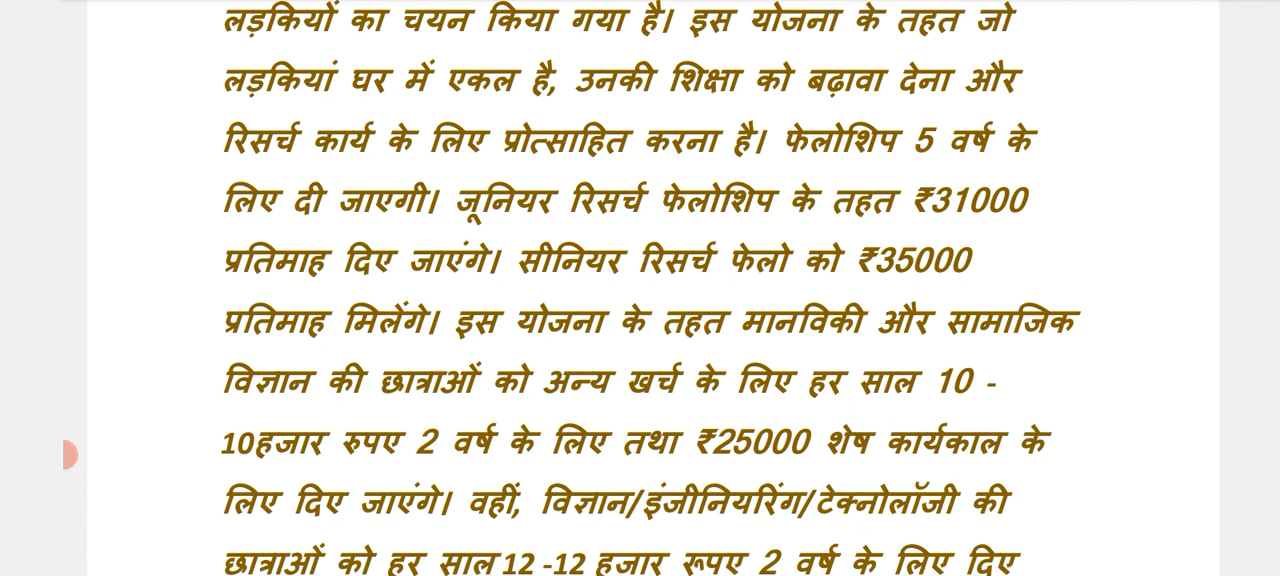 लड़कियों का चयन किया गया है। इस योजना के तहत जो
लड़कियां घर में एकल है, उनकी शिक्षा को बढ़ावा देना और
रिसर्च कार्य के लिए प्रोत्साहित करना है। फेलोशिप 5 वर्ष के
लिए दी जाएगी। जूनियर रिसर्च फेलोशिप के तहत ₹31000
प्रतिमाह दिए जाएंगे। सीनियर रिसर्च फेलो को ₹35000
प्रतिमाह मिलेंगे। इस योजना के तहत मानविकी और सामाजिक
विज्ञान की छात्राओं को अन्य खर्च के लिए हर साल 10 -
10हजार रुपए 2 वर्ष के लिए तथा ₹25000 शेष कार्यकाल के
लिए दिए जाएंगे। वहीं, विज्ञान/इंजीनियरिंग/टेक्नोलॉजी की
छात्राओं को हर साल 12 -12 हजार रूपए 2 वर्ष के लिए दिए